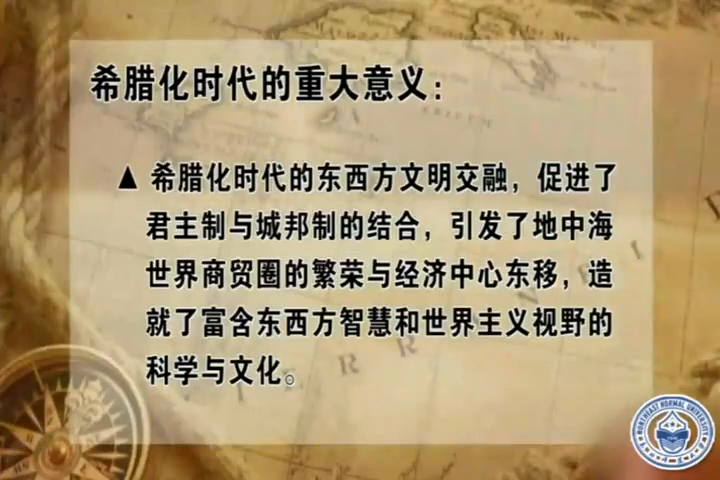 希腊化时代的重大意义：
▲ 希腊化时代的东西方文明交融，促进了
君主制与城邦制的结合，引发了地中海
世界商贸圈的繁荣与经济中心东移，造
就了富含东西方智慧和世界主义视野的
科学与文化。
NORTHEAST NORMAL UNIVERSITY